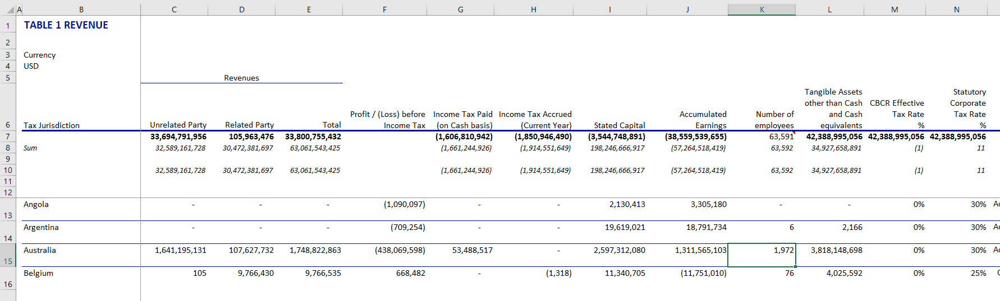 A B C D E F G H I J K L M N
1 TABLE 1 REVENUE
2
3 Currency
4 USD
5 Revenues
Tangible Assets Statutory
other than Cash CBCR Effective Corporate
Profit / (Loss) before Income Tax Paid Income Tax Accrued Accumulated Number of and Cash Tax Rate Tax Rate
6 Tax Jurisdiction Unrelated Party Related Party Total Income Tax (on Cash basis) (Current Year) Stated Capital Earnings employees equivalents % %
7 33,694,791,956 105,963,476 33,800,755,432 (1,606,810,942) (1,850,946,490) (3,544,748,891) (38,559,539,655) 63,591 42,388,995,056 42,388,995,056 42,388,995,056
8 Sum 32,589,161,728 30,472,381,697 63,061,543,425 (1,661,244,926) (1,914,551,649) 198,246,666,917 (57,264,518,419) 63,592 34,927,658,891 (1) 11
9
10 32,589,161,728 30,472,381,697 63,061,543,425 (1,661,244,926) (1,914,551,649) 198,246,666,917 (57,264,518,419) 63,592 34,927,658,891 (1) 11
11
12
Angola - - - (1,090,097) - - 2,130,413 3,305,180 - - 0% 30%
13
Argentina - - - (709,254) - - 19,619,021 18,791,734 6 2,166 0% 30%
14
Australia 1,641,195,131 107,627,732 1,748,822,863 (438,069,598) 53,488,517 - 2,597,312,080 1,311,565,103 1,972 3,818,148,698 0% 30%
15
Belgium 105 9,766,430 9,766,535 668,482 - (1,318) 11,340,705 (11,751,010) 76 4,025,592 0% 25%
16